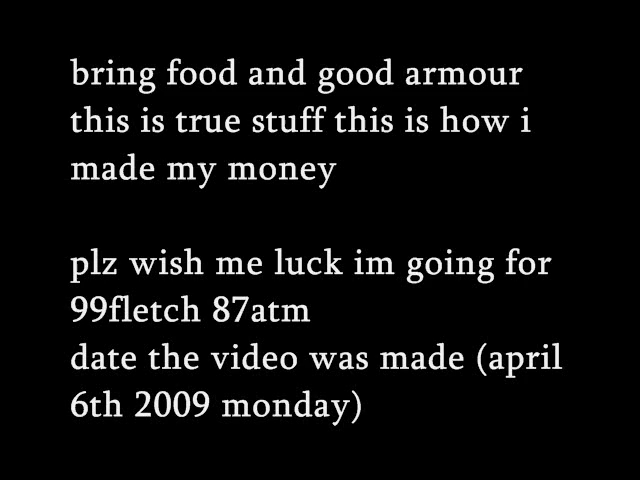 bring food and good armour
this is true stuff this is how i
made my money
plz wish me luck im going for
99fletch 87atm
date the video was made (april
6th 2009 monday)